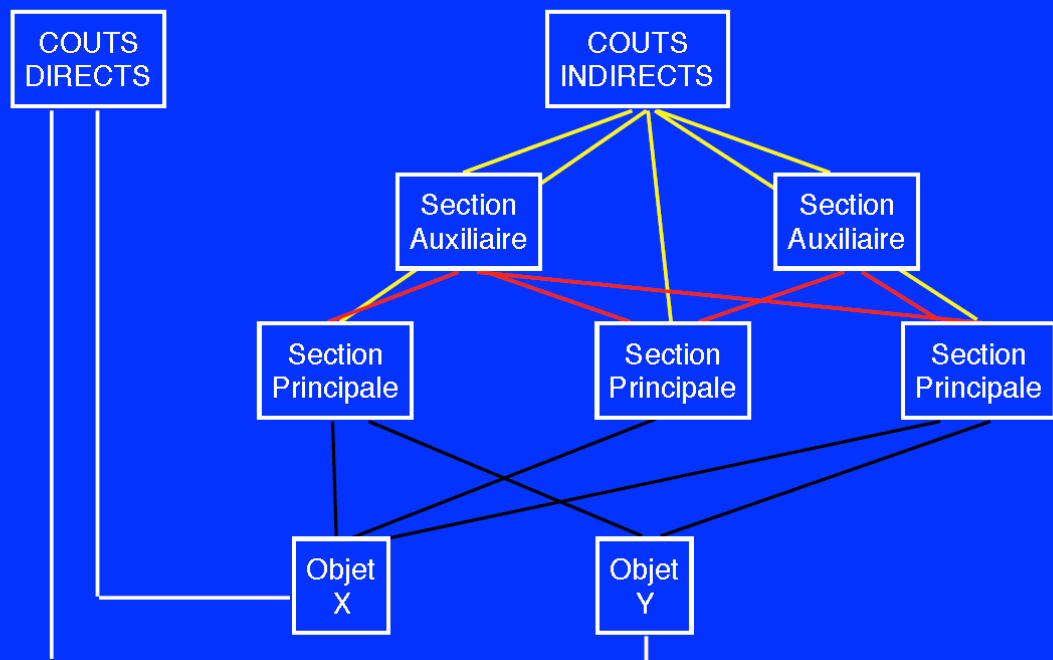 COUTS
DIRECTS
COUTS
INDIRECTS
Section
Auxiliaire
Section
Auxiliaire
Section
Principale
Section
Principale
Section
Principale
Objet
X
Objet
Y